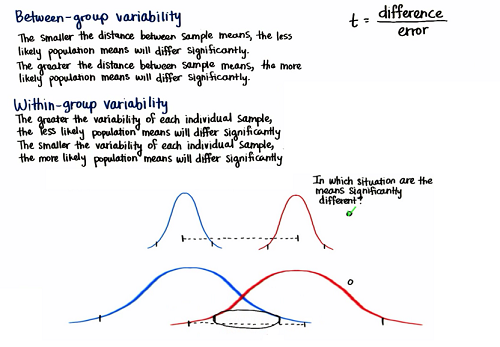 Between-group variability
The smaller the distance between sample means, the less
likely population means will differ significantly.
The greater the distance between sample means, the more
likely population means will differ significantly.
t = difference
error
Within-group variability
The greater the variability of each individual sample,
the less likely population means will differ significantly
The smaller the variability of each individual sample,
the more likely population means will differ significantly
In which situation are the
means significantly
different?